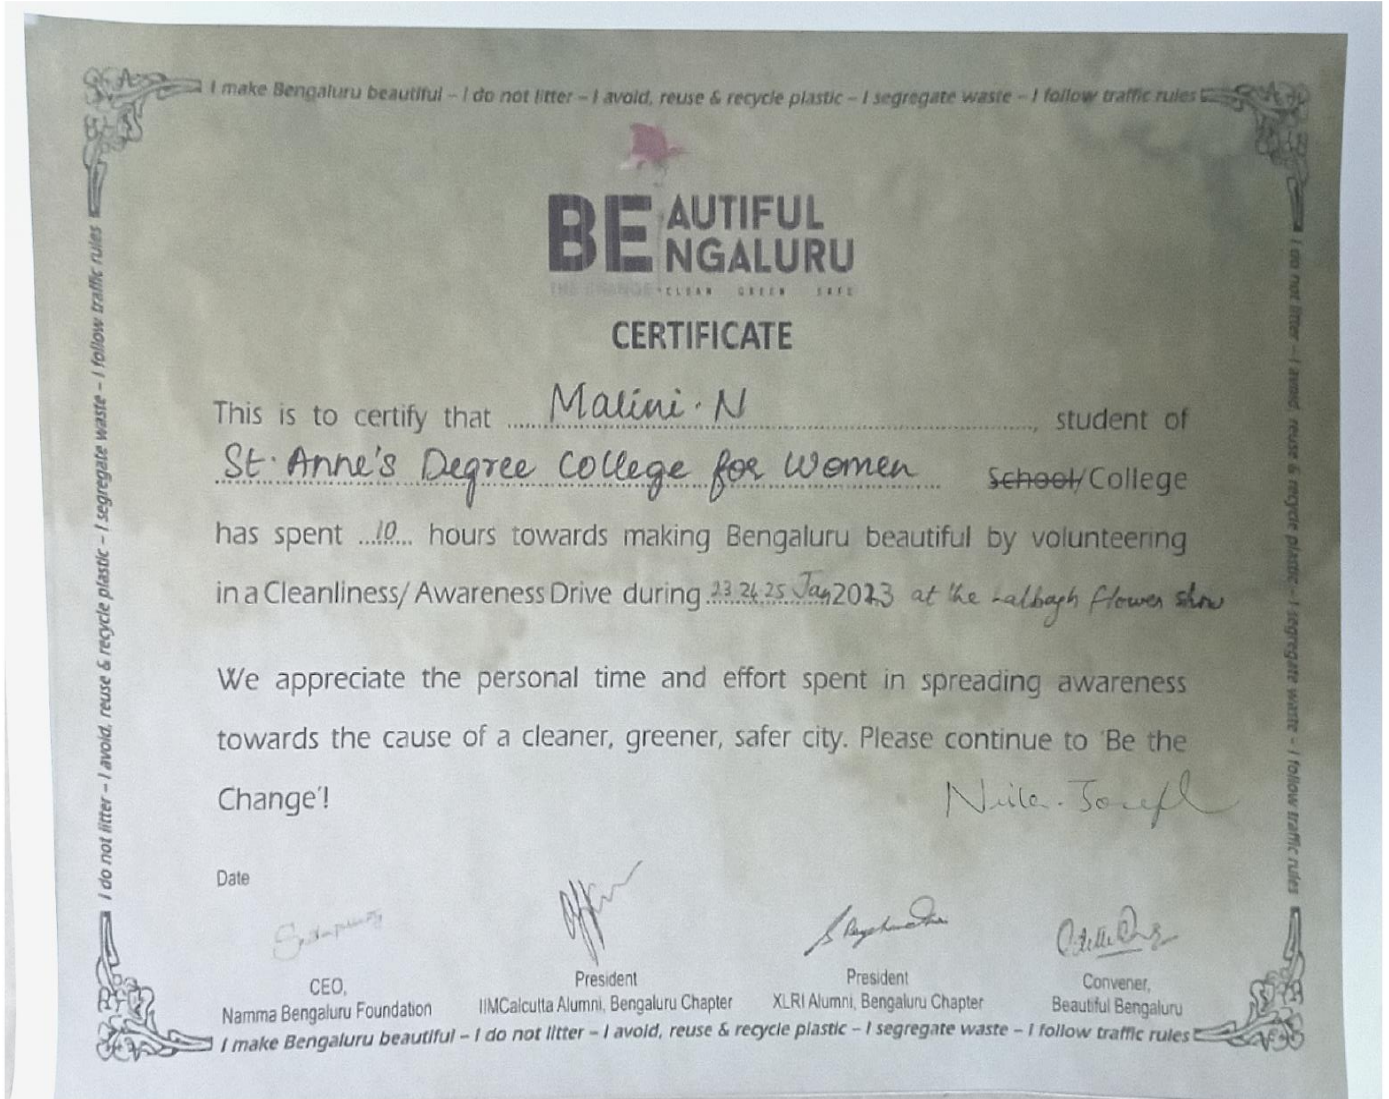 I make Bengaluru beautiful – I do not litter – I avoid, reuse & recycle plastic – I segregate waste – I follow traffic rules
BEAUTIFUL
BENGALURU
THE CHANGE • CLEAN GREEN SAFE
CERTIFICATE
This is to certify that Malini. N, student of
St. Anne's Degree College for Women School/College
has spent 10 hours towards making Bengaluru beautiful by volunteering
in a Cleanliness/ Awareness Drive during 23.24.25 Jan 2023 at the Lalbagh flower show
We appreciate the personal time and effort spent in spreading awareness
towards the cause of a cleaner, greener, safer city. Please continue to 'Be the
Change'!
Date
CEO,
Namma Bengaluru Foundation
President
IIMCalcutta Alumni, Bengaluru Chapter
President
XLRI Alumni, Bengaluru Chapter
Convener,
Beautiful Bengaluru
I make Bengaluru beautiful – I do not litter – I avoid, reuse & recycle plastic – I segregate waste – I follow traffic rules
I do not litter – I avoid, reuse & recycle plastic – I segregate waste – I follow traffic rules
I do not litter – I avoid, reuse & recycle plastic – I segregate waste – I follow traffic rules